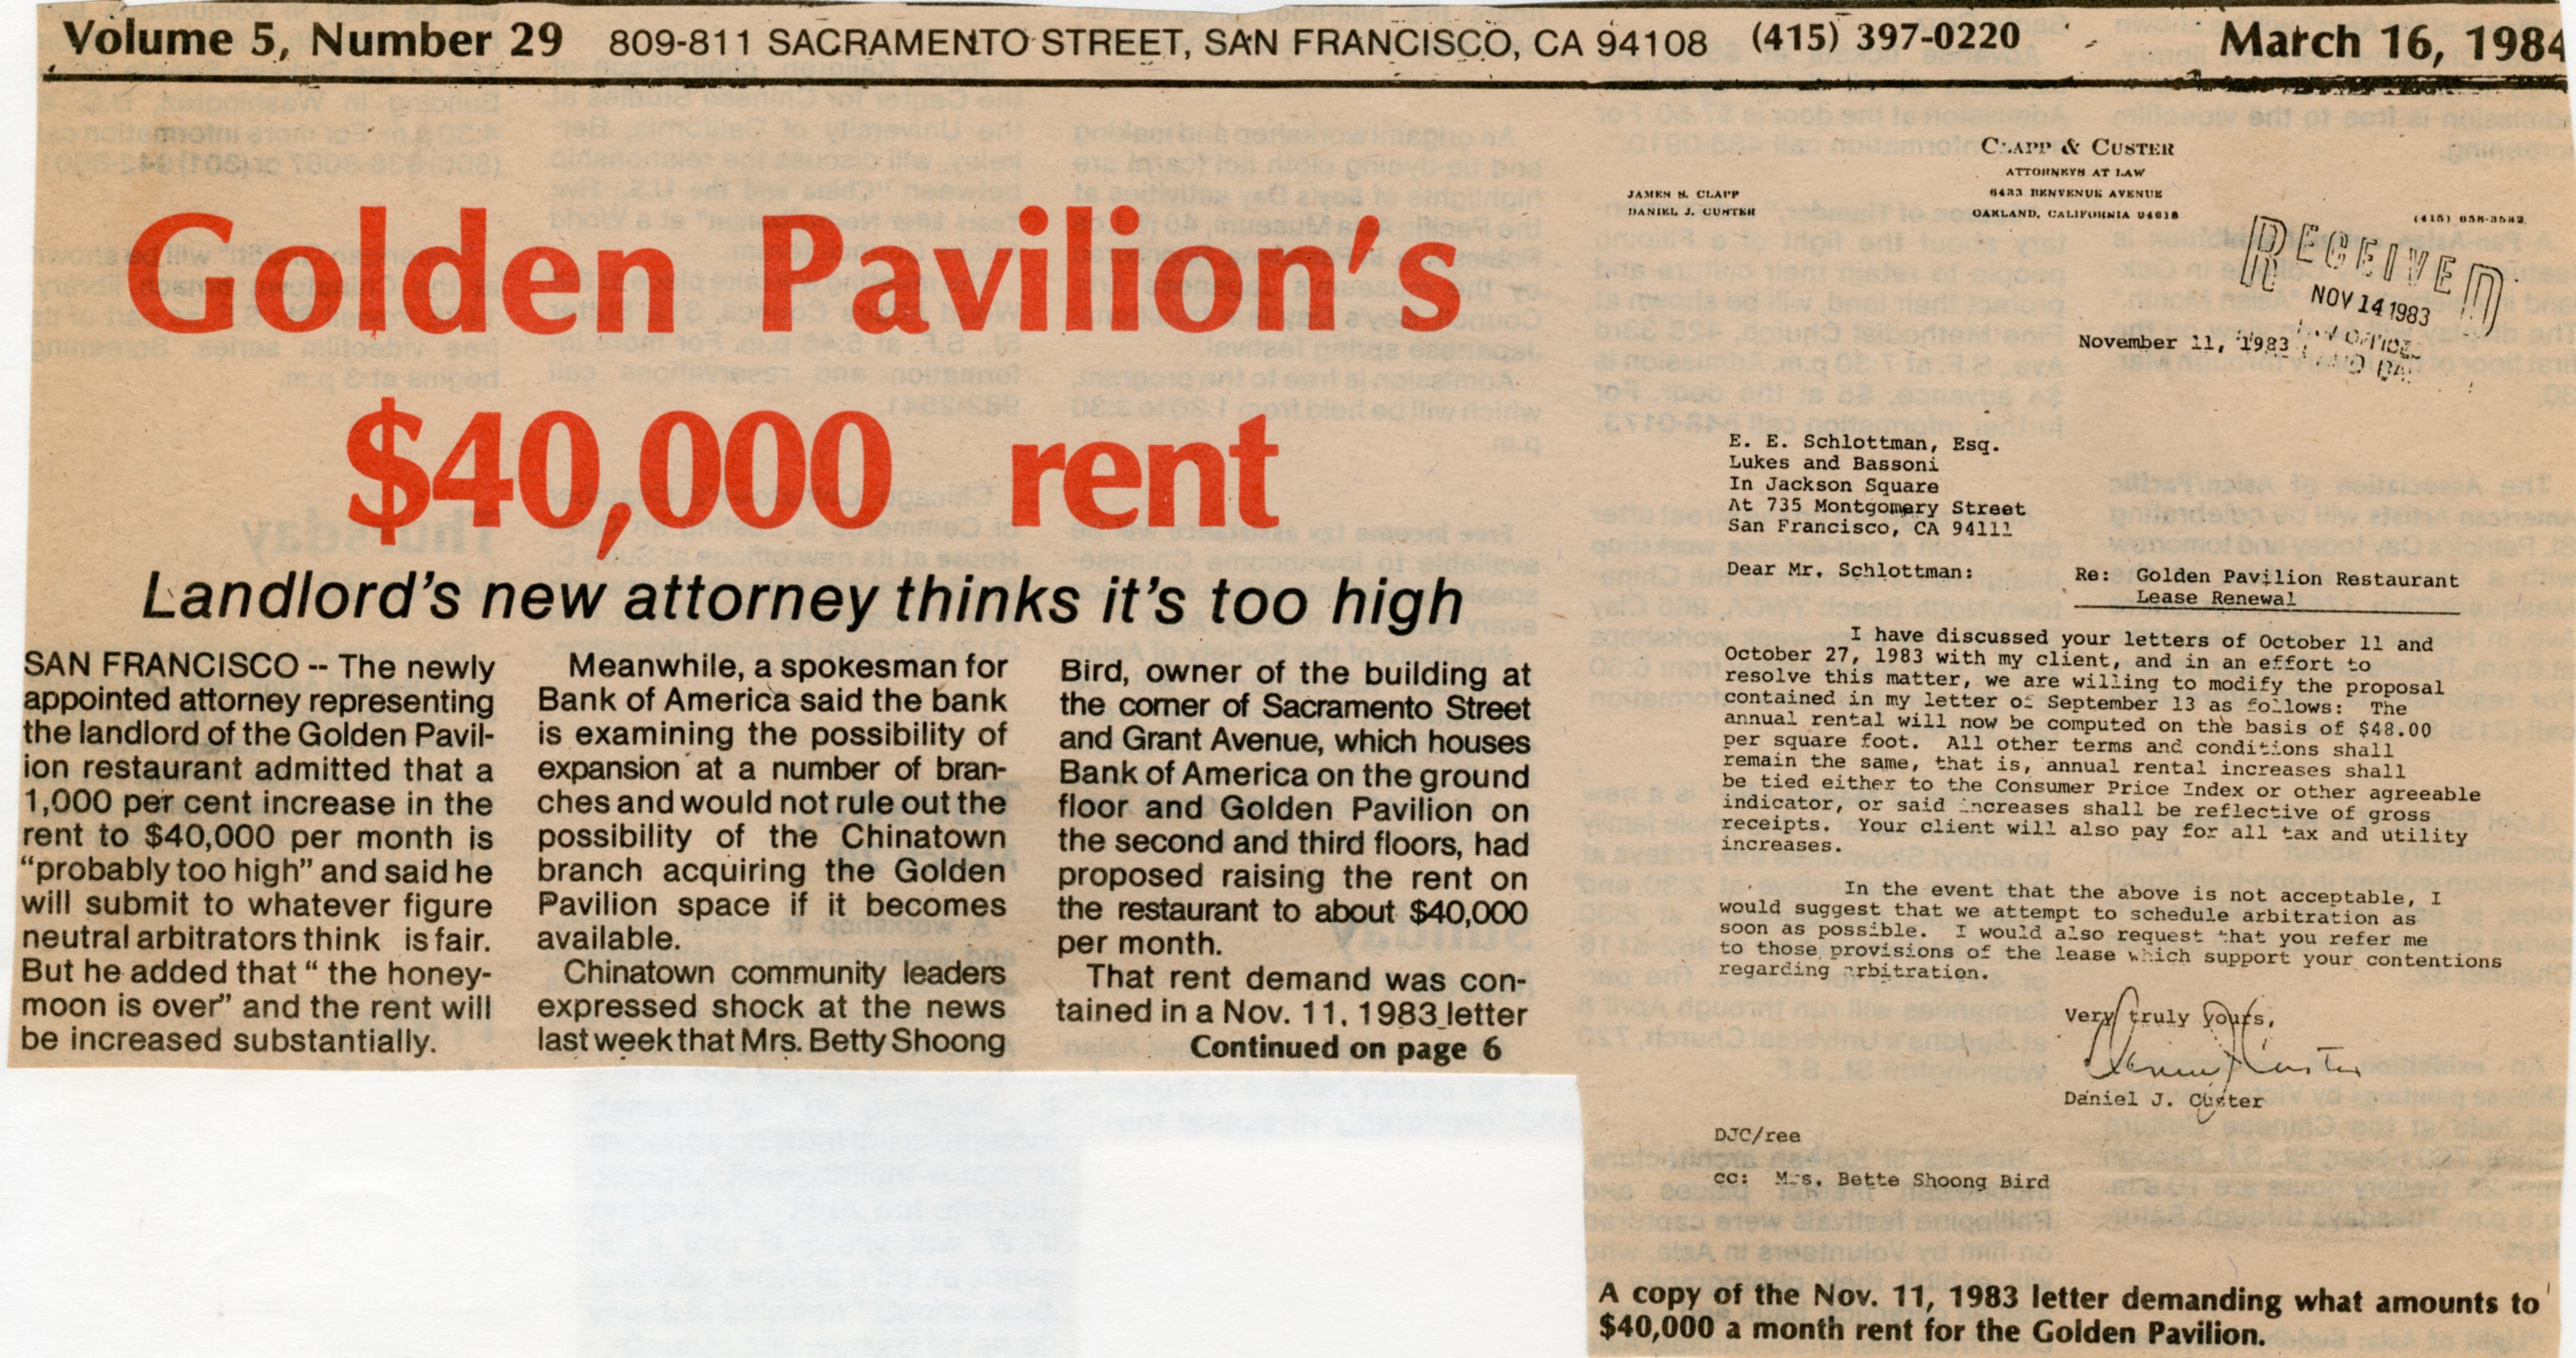 Volume 5, Number 29 809-811 SACRAMENTO STREET, SAN FRANCISCO, CA 94108 (415) 397-0220 March 16, 1984
Golden Pavilion's
$40,000 rent
Landlord's new attorney thinks it's too high
SAN FRANCISCO -- The newly
appointed attorney representing
the landlord of the Golden Pavil-
ion restaurant admitted that a
1,000 per cent increase in the
rent to $40,000 per month is
“probably too high” and said he
will submit to whatever figure
neutral arbitrators think is fair.
But he added that “ the honey-
moon is over” and the rent will
be increased substantially.
Meanwhile, a spokesman for
Bank of America said the bank
is examining the possibility of
expansion at a number of bran-
ches and would not rule out the
possibility of the Chinatown
branch acquiring the Golden
Pavilion space if it becomes
available.
Chinatown community leaders
expressed shock at the news
last week that Mrs. Betty Shoong
Bird, owner of the building at
the corner of Sacramento Street
and Grant Avenue, which houses
Bank of America on the ground
floor and Golden Pavilion on
the second and third floors, had
proposed raising the rent on
the restaurant to about $40,000
per month.
That rent demand was con-
tained in a Nov. 11, 1983 letter
Continued on page 6
CLAPP & CUSTER
ATTORNEYS AT LAW
6433 BENVENUE AVENUE
OAKLAND, CALIFORNIA 94618
JAMES S. CLAPP
DANIEL J. CUSTER
(415) 658-3582
RECEIVED
NOV 14 1983
LAW OFFICE
November 11, 1983
E. E. Schlottman, Esq.
Lukes and Bassoni
In Jackson Square
At 735 Montgomery Street
San Francisco, CA 94111
Dear Mr. Schlottman:
Re: Golden Pavilion Restaurant
Lease Renewal
I have discussed your letters of October 11 and
October 27, 1983 with my client, and in an effort to
resolve this matter, we are willing to modify the proposal
contained in my letter of September 13 as follows: The
annual rental will now be computed on the basis of $48.00
per square foot. All other terms and conditions shall
remain the same, that is, annual rental increases shall
be tied either to the Consumer Price Index or other agreeable
indicator, or said increases shall be reflective of gross
receipts. Your client will also pay for all tax and utility
increases.
In the event that the above is not acceptable, I
would suggest that we attempt to schedule arbitration as
soon as possible. I would also request that you refer me
to those provisions of the lease which support your contentions
regarding arbitration.
Very truly yours,
Daniel J. Custer
Daniel J. Custer
DJC/ree
cc: Mrs. Bette Shoong Bird
A copy of the Nov. 11, 1983 letter demanding what amounts to
$40,000 a month rent for the Golden Pavilion.